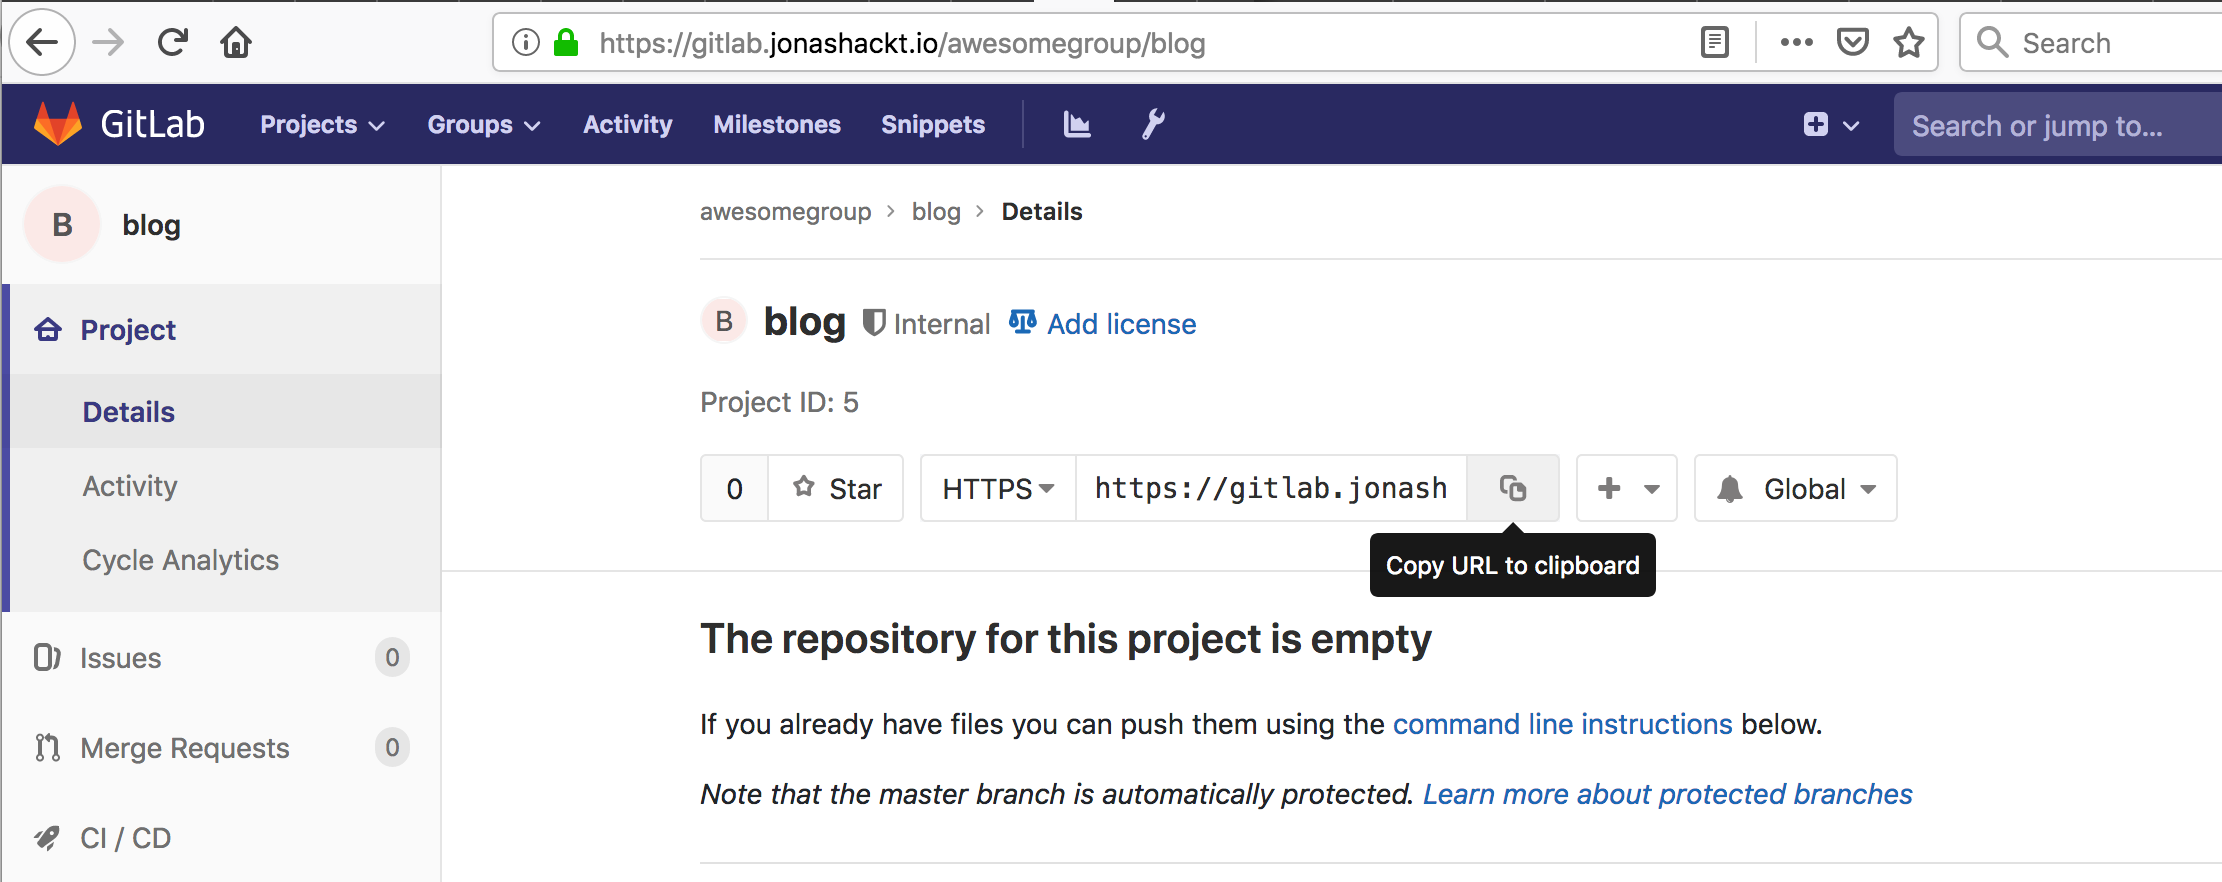 https://gitlab.jonashackt.io/awesomegroup/blog
Search
GitLab
Projects
Groups
Activity
Milestones
Snippets
Search or jump to...
B
blog
Project
Details
Activity
Cycle Analytics
Issues
0
Merge Requests
0
CI / CD
awesomegroup > blog > Details
B
blog
Internal
Add license
Project ID: 5
0
Star
HTTPS
https://gitlab.jonash
Global
Copy URL to clipboard
The repository for this project is empty
If you already have files you can push them using the command line instructions below.
Note that the master branch is automatically protected. Learn more about protected branches